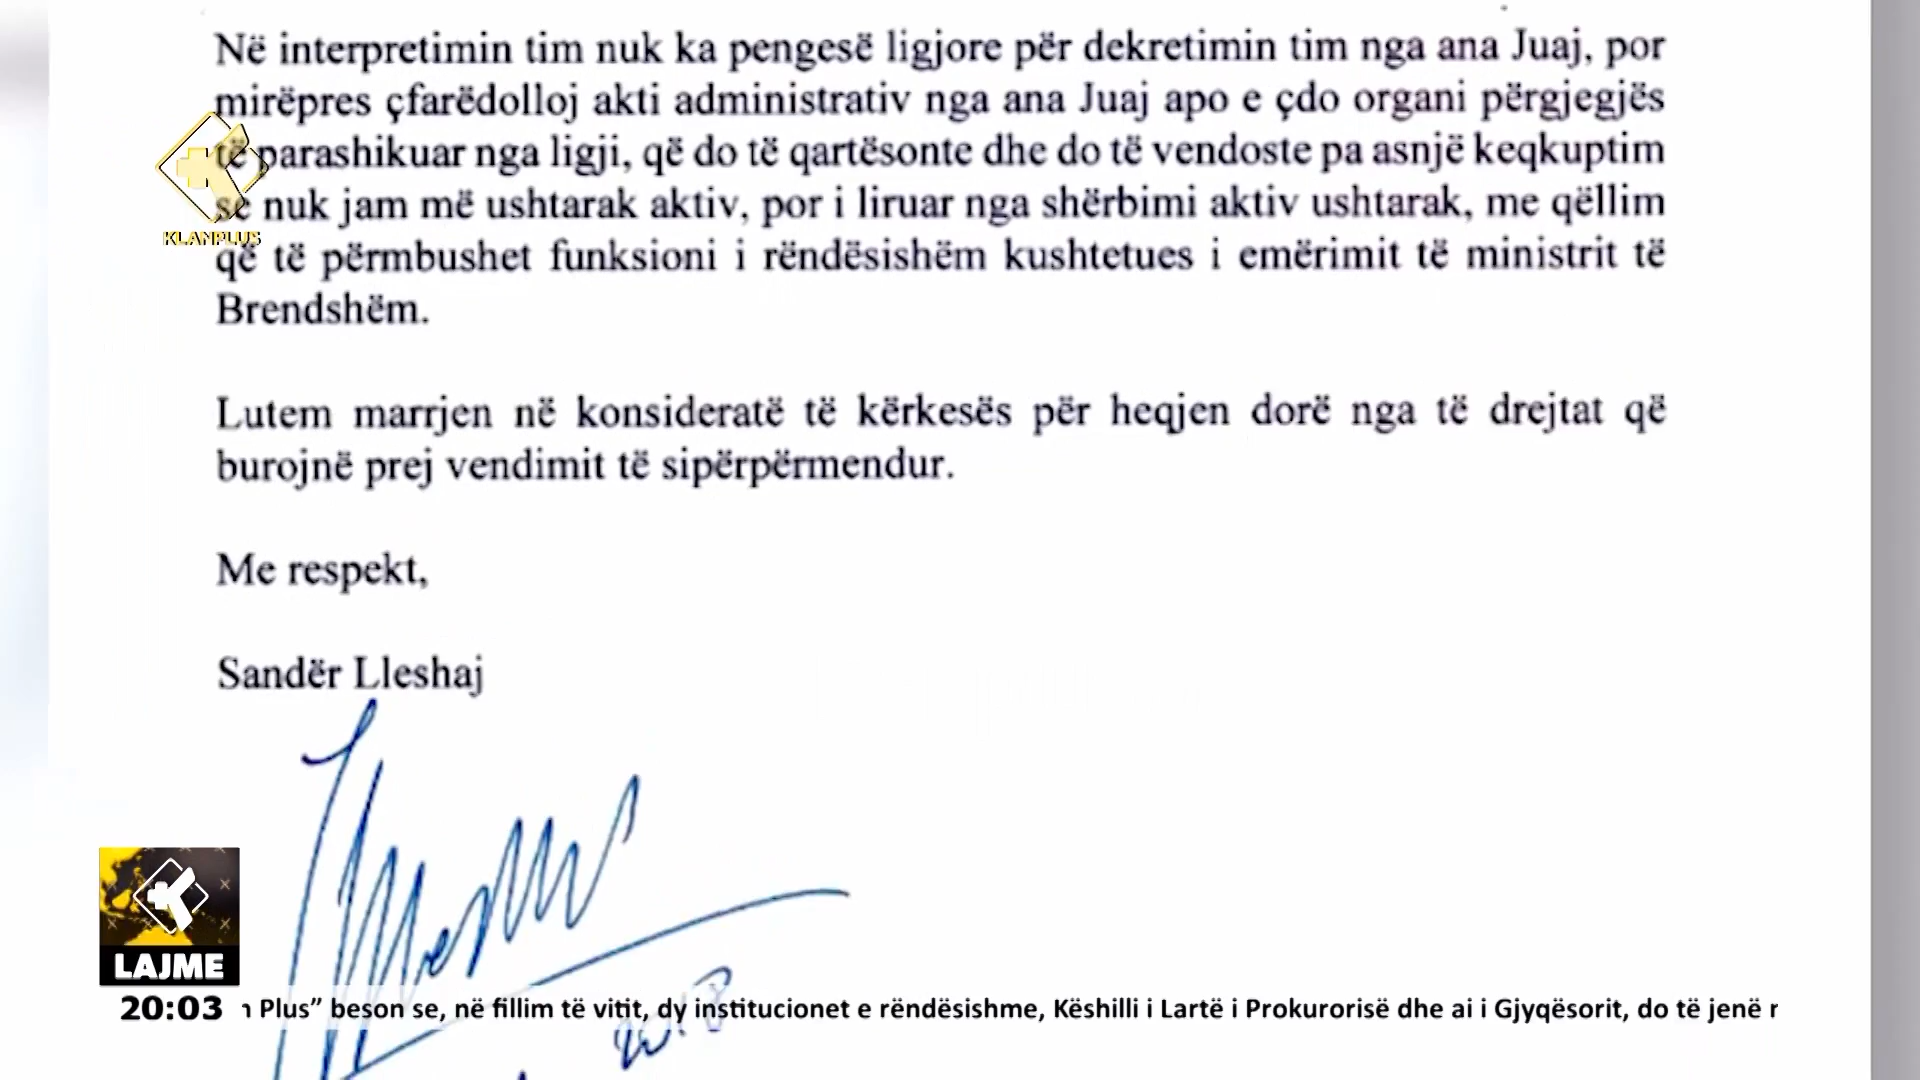 Në interpretimin tim nuk ka pengesë ligjore për dekretimin tim nga ana Juaj, por
mirëpres çfarëdolloj akti administrativ nga ana Juaj apo e çdo organi përgjegjës
të parashikuar nga ligji, që do të qartësonte dhe do të vendoste pa asnjë keqkuptim
se nuk jam më ushtarak aktiv, por i liruar nga shërbimi aktiv ushtarak, me qëllim
që të përmbushet funksioni i rëndësishëm kushtetues i emërimit të ministrit të
Brendshëm.
KLANPLUS
Lutem marrjen në konsideratë të kërkesës për heqjen dorë nga të drejtat që
burojnë prej vendimit të sipërpërmendur.
Me respekt,
Sandër Lleshaj
2018
LAJME
20:03
Plus” beson se, në fillim të vitit, dy institucionet e rëndësishme, Këshilli i Lartë i Prokurorisë dhe ai i Gjyqësorit, do të jenë